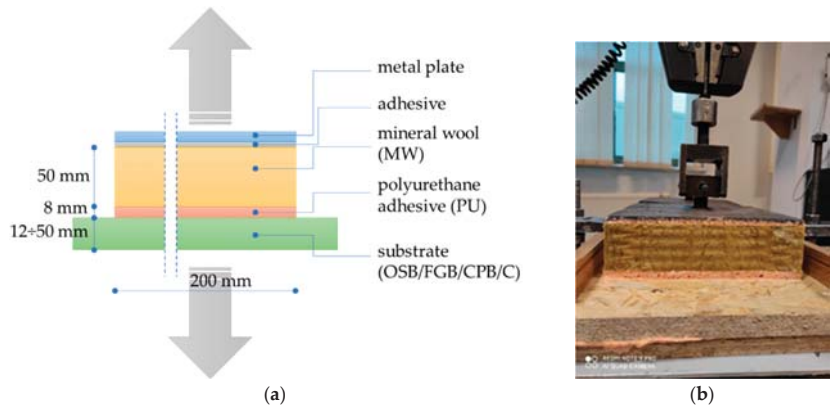 metal plate
adhesive
mineral wool
(MW)
50 mm
polyurethane
adhesive (PU)
8 mm
12÷50 mm
substrate
(OSB/FGB/CPB/C)
200 mm
(a)
(b)